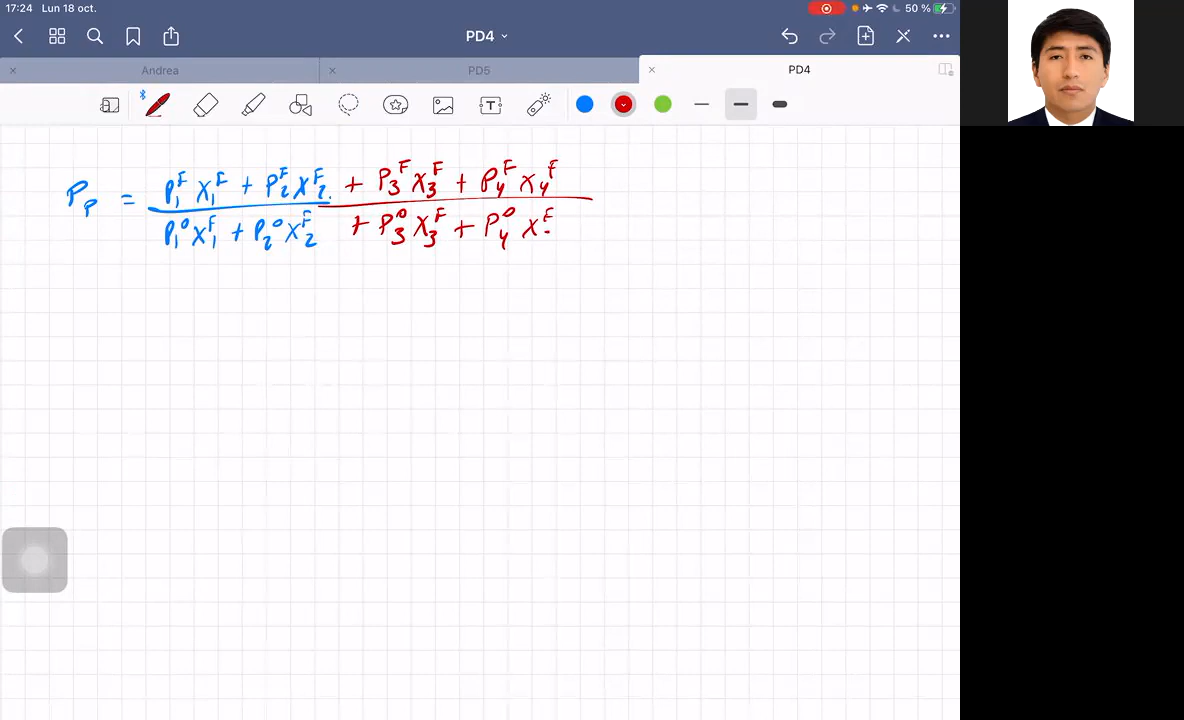 17:24 Lun 18 oct. 50 %
PD4
Andrea PD5 PD4
T
P_P = P_1^F X_1^F + P_2^F X_2^F + P_3^F X_3^F + P_4^F X_4^F
P_1^0 X_1^F + P_2^0 X_2^F + P_3^0 X_3^F + P_4^0 X^F